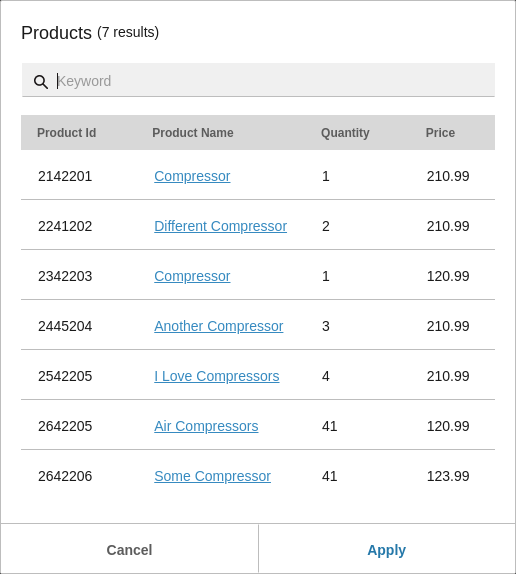 Products (7 results)
Keyword
Product Id Product Name Quantity Price
2142201 Compressor 1 210.99
2241202 Different Compressor 2 210.99
2342203 Compressor 1 120.99
2445204 Another Compressor 3 210.99
2542205 I Love Compressors 4 210.99
2642205 Air Compressors 41 120.99
2642206 Some Compressor 41 123.99
Cancel Apply